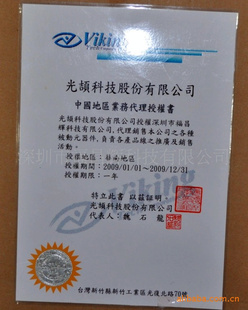 Viking
光頡科技股份有限公司
中國地區業務代理授權書
光頡科技股份有限公司授權深圳市福昌
輝科技有限公司,代理銷售本公司之各種
被動元器件,負責各產品線之推廣及銷售
活動。
授權地區:華南地區
授權期限:2009/01/01~2009/12/31
授權期間:一年
特立此書 以茲証明
光頡科技股份有限公司
代表人:魏石龍
台灣新竹縣新竹工業區光復北路70號